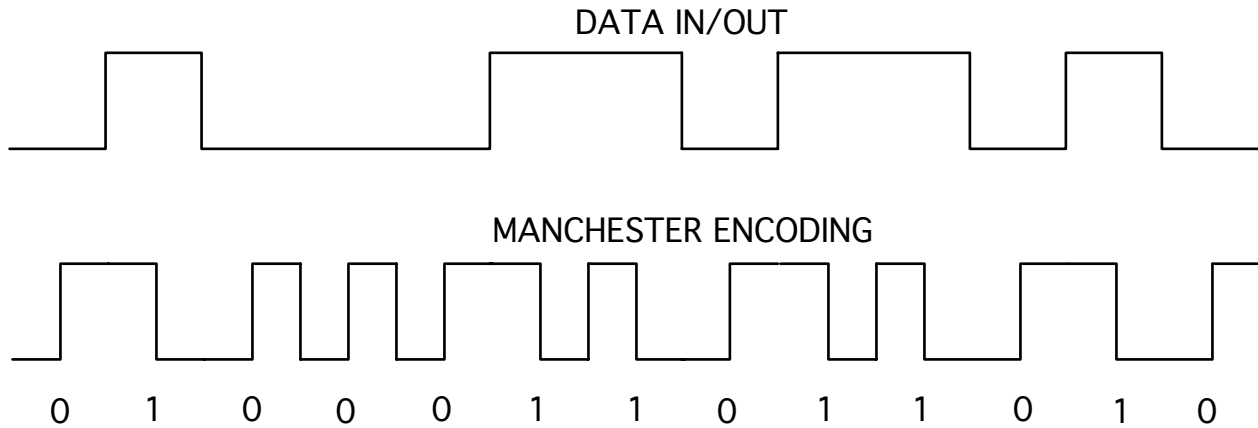 DATA IN/OUT
MANCHESTER ENCODING
0 1 0 0 0 1 1 0 1 1 0 1 0